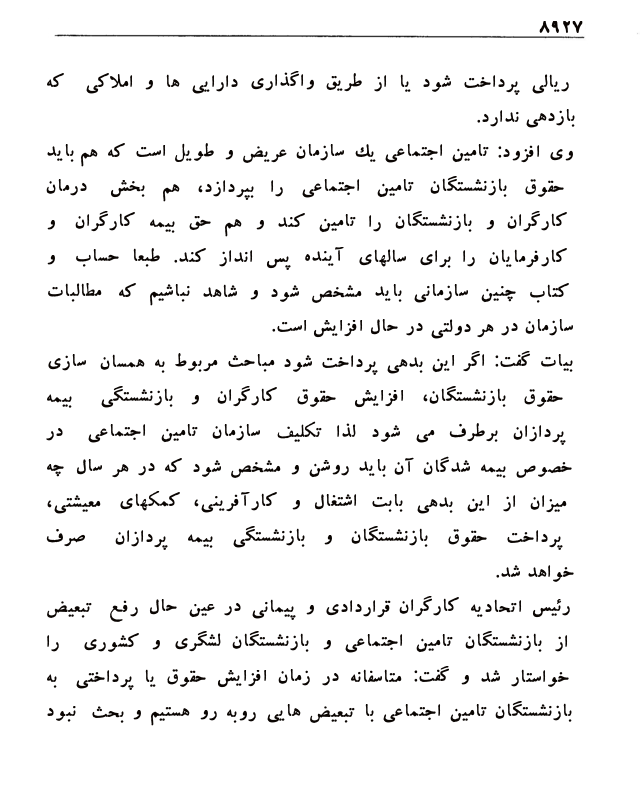 ۸۹۲۷
ریالی پرداخت شود یا از طریق واگذاری دارایی ها و املاکی که
بازدهی ندارد.
وی افزود: تامین اجتماعی یك سازمان عریض و طویل است که هم باید
حقوق بازنشستگان تامین اجتماعی را بپردازد، هم بخش درمان
کارگران و بازنشستگان را تامین کند و هم حق بیمه کارگران و
کارفرمایان را برای سالهای آینده پس انداز کند. طبعا حساب و
کتاب چنین سازمانی باید مشخص شود و شاهد نباشیم که مطالبات
سازمان در هر دولتی در حال افزایش است.
بیات گفت: اگر این بدهی پرداخت شود مباحث مربوط به همسان سازی
حقوق بازنشستگان، افزایش حقوق کارگران و بازنشستگی بیمه
پردازان برطرف می شود لذا تکلیف سازمان تامین اجتماعی در
خصوص بیمه شدگان آن باید روشن و مشخص شود که در هر سال چه
میزان از این بدهی بابت اشتغال و کارآفرینی، کمکهای معیشتی،
پرداخت حقوق بازنشستگان و بازنشستگی بیمه پردازان صرف
خواهد شد.
رئیس اتحادیه کارگران قراردادی و پیمانی در عین حال رفع تبعیض
از بازنشستگان تامین اجتماعی و بازنشستگان لشگری و کشوری را
خواستار شد و گفت: متاسفانه در زمان افزایش حقوق یا پرداختی به
بازنشستگان تامین اجتماعی با تبعیض هایی روبه رو هستیم و بحث نبود